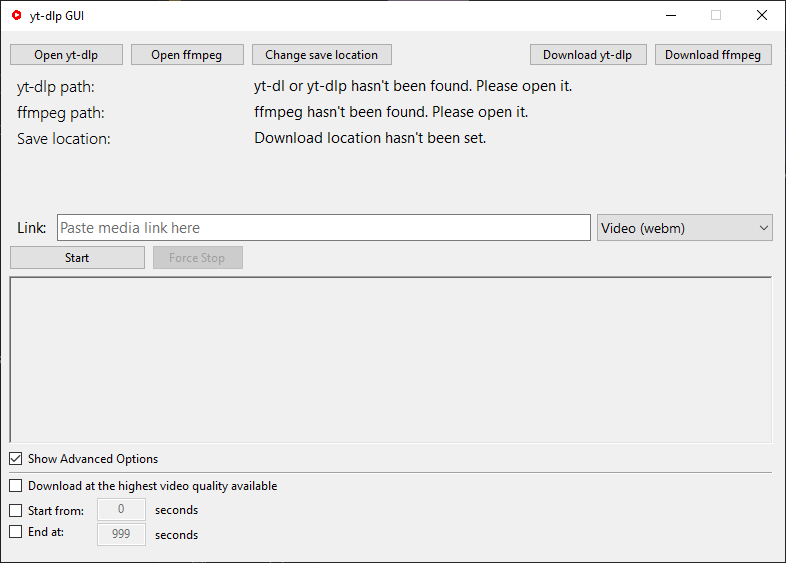 yt-dlp GUI
Open yt-dlp Open ffmpeg Change save location Download yt-dlp Download ffmpeg
yt-dlp path: yt-dl or yt-dlp hasn't been found. Please open it.
ffmpeg path: ffmpeg hasn't been found. Please open it.
Save location: Download location hasn't been set.
Link: Paste media link here Video (webm)
Start Force Stop
Show Advanced Options
Download at the highest video quality available
Start from: 0 seconds
End at: 999 seconds